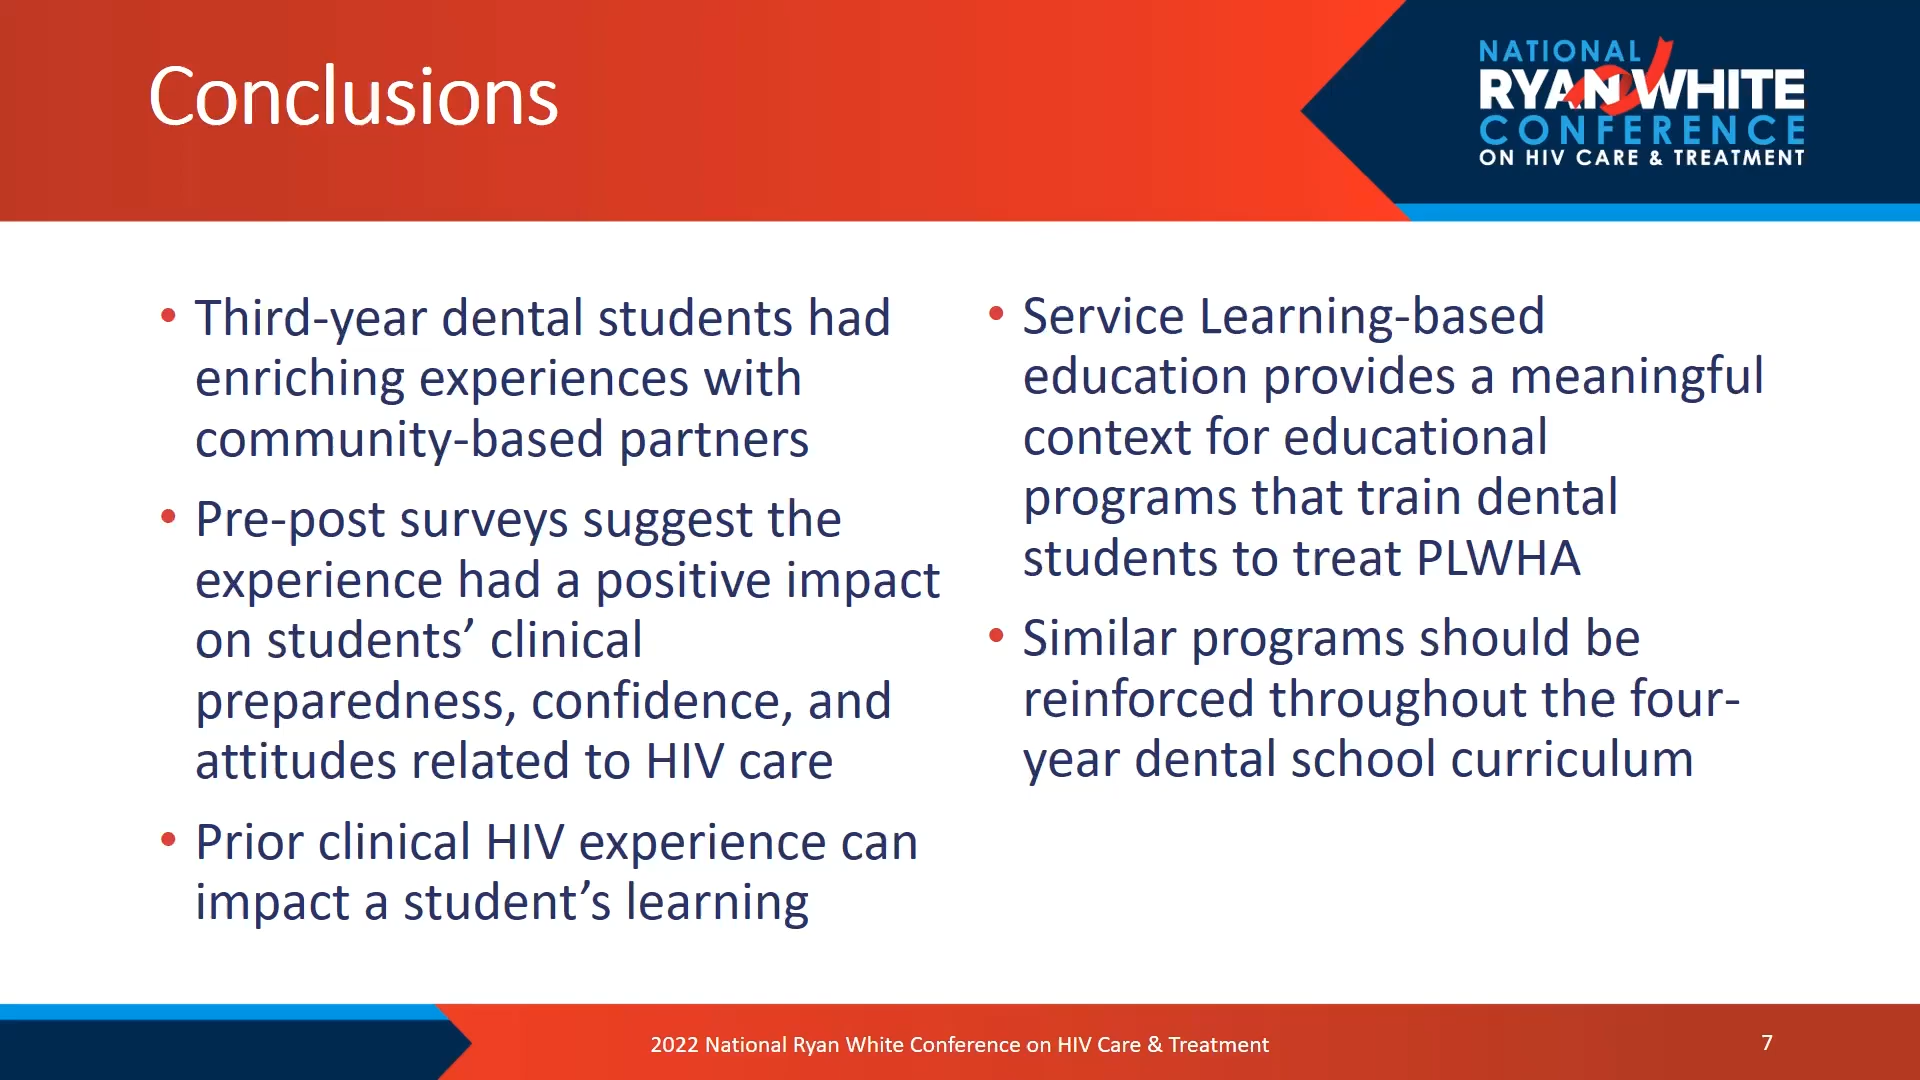 Conclusions
NATIONAL
RYAN WHITE
CONFERENCE
ON HIV CARE & TREATMENT
• Third-year dental students had
enriching experiences with
community-based partners
• Pre-post surveys suggest the
experience had a positive impact
on students’ clinical
preparedness, confidence, and
attitudes related to HIV care
• Prior clinical HIV experience can
impact a student’s learning
• Service Learning-based
education provides a meaningful
context for educational
programs that train dental
students to treat PLWHA
• Similar programs should be
reinforced throughout the four-
year dental school curriculum
2022 National Ryan White Conference on HIV Care & Treatment
7